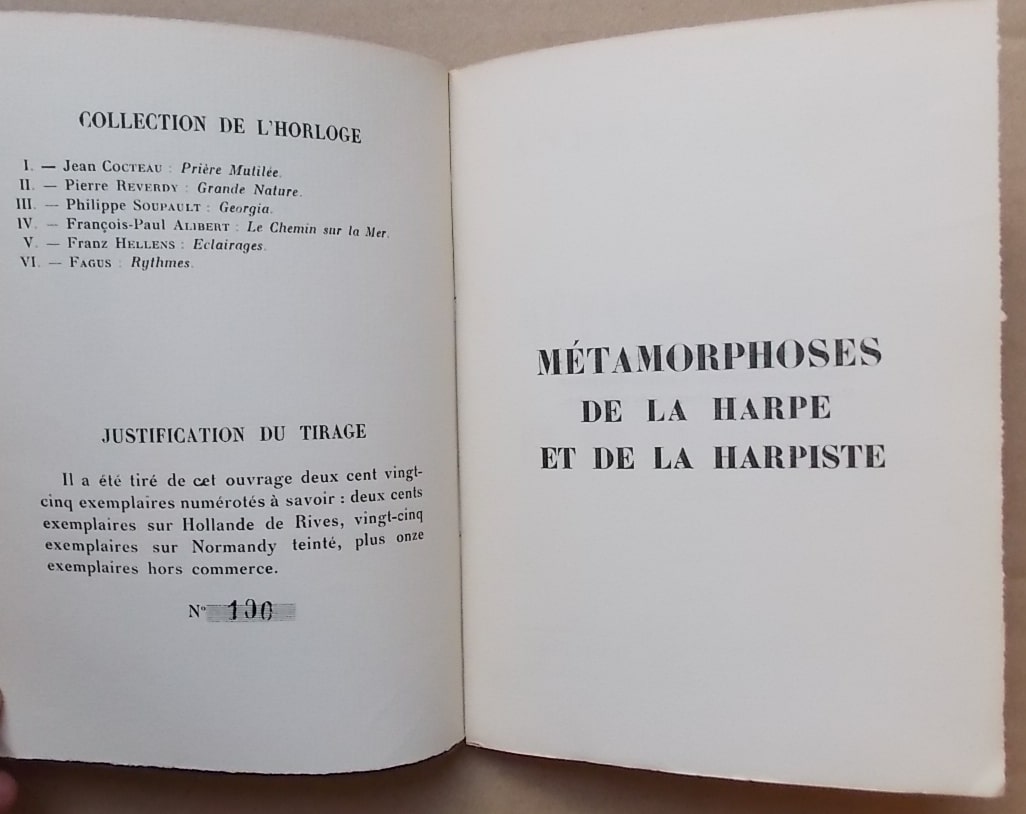 COLLECTION DE L'HORLOGE
I. — Jean COCTEAU : Prière Mutilée.
II. — Pierre REVERDY : Grande Nature.
III. — Philippe SOUPAULT : Georgia.
IV. — François-Paul ALIBERT : Le Chemin sur la Mer.
V. — Franz HELLENS : Eclairages.
VI. — FAGUS : Rythmes.
JUSTIFICATION DU TIRAGE
Il a été tiré de cet ouvrage deux cent vingt-
cinq exemplaires numérotés à savoir : deux cents
exemplaires sur Hollande de Rives, vingt-cinq
exemplaires sur Normandy teinté, plus onze
exemplaires hors commerce.
N°
MÉTAMORPHOSES
DE LA HARPE
ET DE LA HARPISTE